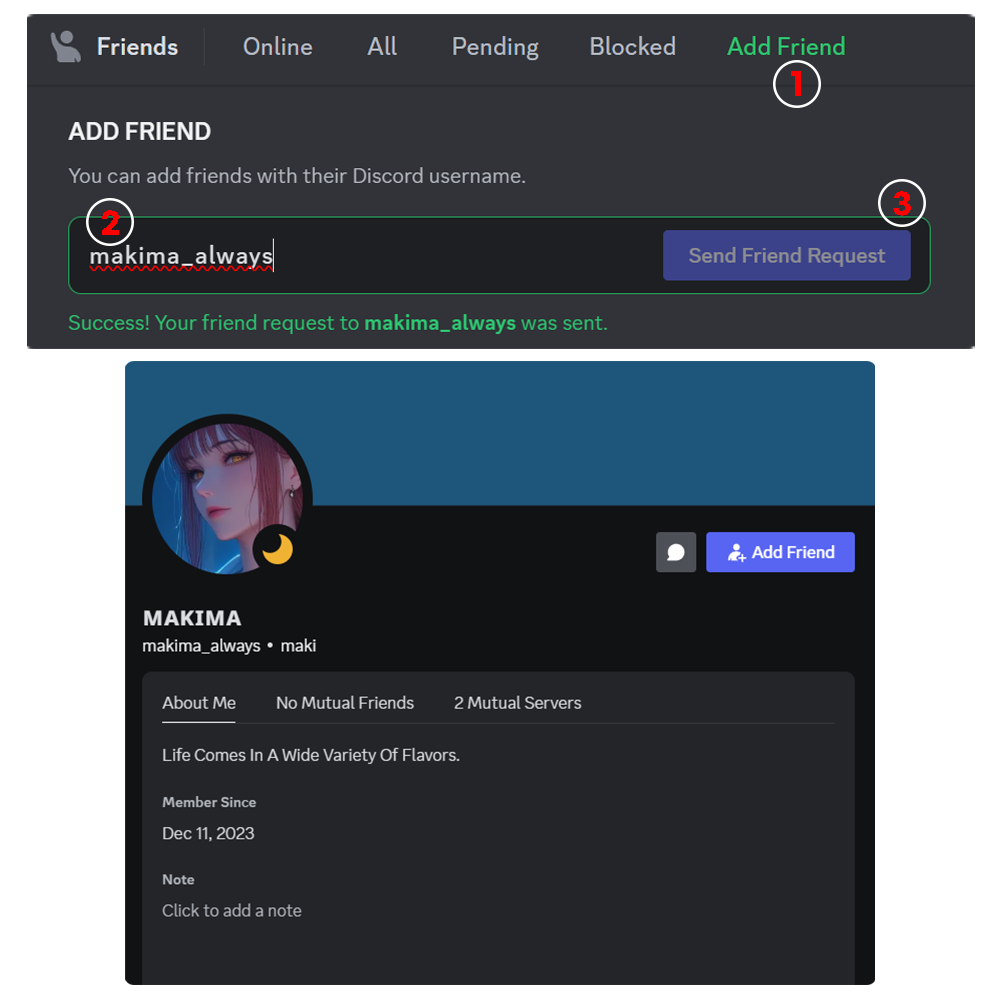 Friends Online All Pending Blocked Add Friend
1
ADD FRIEND
You can add friends with their Discord username.
2
3
makima_always Send Friend Request
Success! Your friend request to makima_always was sent.
Add Friend
MAKIMA
makima_always • maki
About Me No Mutual Friends 2 Mutual Servers
Life Comes In A Wide Variety Of Flavors.
Member Since
Dec 11, 2023
Note
Click to add a note